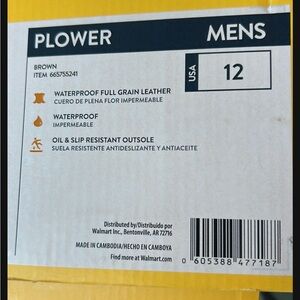 PLOWER
MENS
BROWN
ITEM 665755241
USA
12
WATERPROOF FULL GRAIN LEATHER
CUERO DE PLENA FLOR IMPERMEABLE
WATERPROOF
IMPERMEABLE
OIL & SLIP RESISTANT OUTSOLE
SUELA RESISTENTE ANTIDESLIZANTE Y ANTIACEITE
Distributed by/Distribuido por
Walmart Inc., Bentonville, AR 72716
MADE IN CAMBODIA/HECHO EN CAMBOYA
Find more at Walmart.com
0 605388 477187